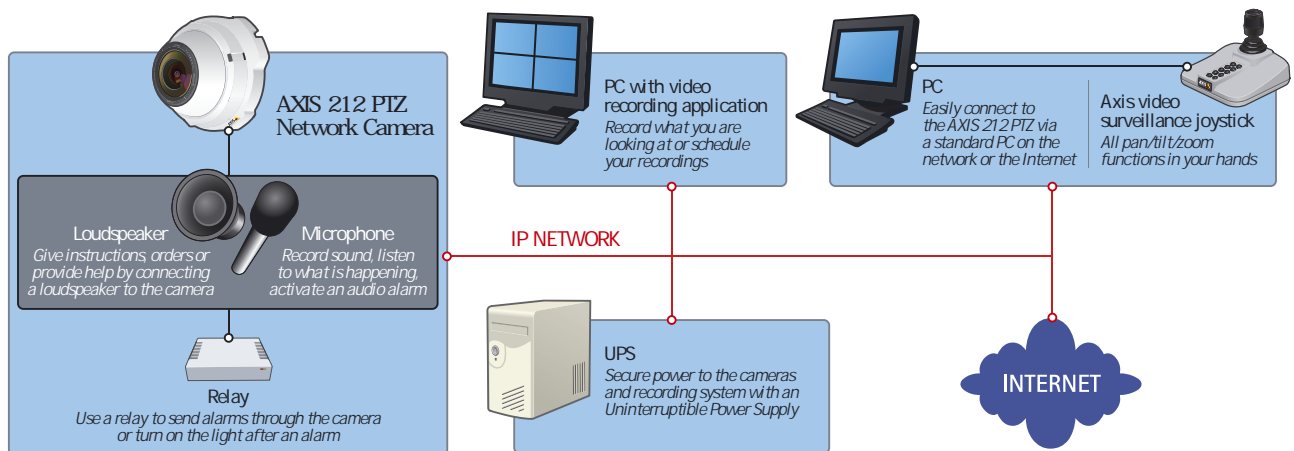 AXIS 212 PTZ
Network Camera
Loudspeaker
Give instructions, orders or
provide help by connecting
a loudspeaker to the camera
Microphone
Record sound, listen
to what is happening,
activate an audio alarm
Relay
Use a relay to send alarms through the camera
or turn on the light after an alarm
PC with video
recording application
Record what you are
looking at or schedule
your recordings
PC
Easily connect to
the AXIS 212 PTZ via
a standard PC on the
network or the Internet
Axis video
surveillance joystick
All pan/tilt/zoom
functions in your hands
IP NETWORK
UPS
Secure power to the cameras
and recording system with an
Uninterruptible Power Supply
INTERNET